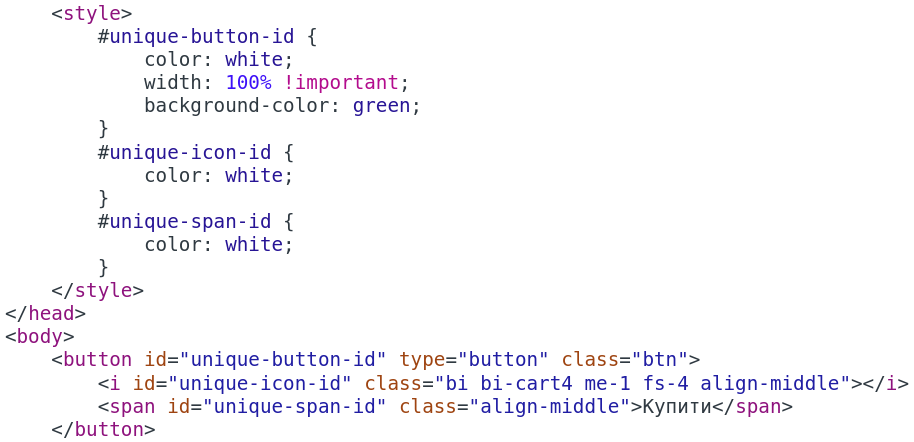 <style>
#unique-button-id {
color: white;
width: 100% !important;
background-color: green;
}
#unique-icon-id {
color: white;
}
#unique-span-id {
color: white;
}
</style>
</head>
<body>
<button id="unique-button-id" type="button" class="btn">
<i id="unique-icon-id" class="bi bi-cart4 me-1 fs-4 align-middle"></i>
<span id="unique-span-id" class="align-middle">Купити</span>
</button>